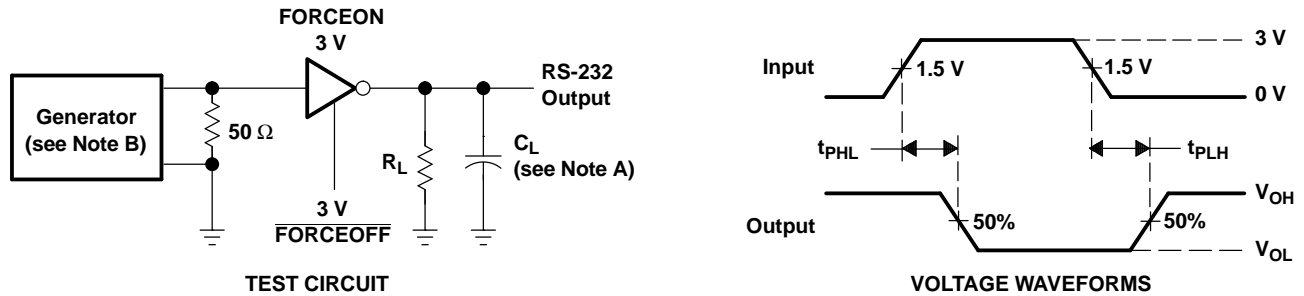 FORCEON
3 V
Generator
(see Note B)
50 Ω
RS-232
Output
R_L
C_L
(see Note A)
3 V
F̅O̅R̅C̅E̅O̅F̅F̅
TEST CIRCUIT
Input
1.5 V
1.5 V
3 V
0 V
t_PHL
t_PLH
Output
50%
50%
V_OH
V_OL
VOLTAGE WAVEFORMS